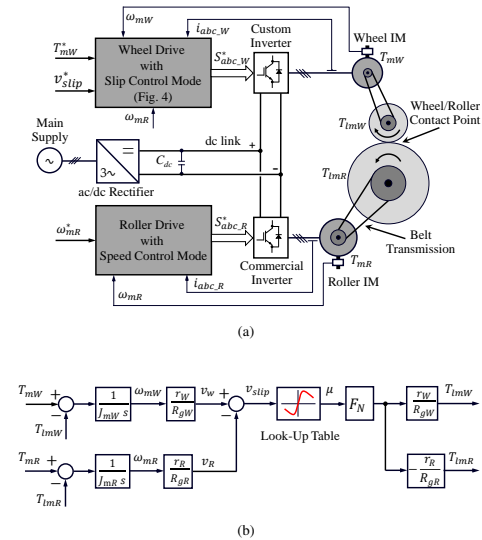 ω_mW
i_abc_W
Custom
Inverter
Wheel IM
T*_mW
v*_slip
Wheel Drive
with
Slip Control Mode
(Fig. 4)
S*_abc_W
T_mW
ω_mR
T_lmW
Wheel/Roller
Contact Point
Main
Supply
dc link
+
C_dc
-
~
=
3~
ac/dc Rectifier
T_lmR
ω*_mR
Roller Drive
with
Speed Control Mode
S*_abc_R
Belt
Transmission
Commercial
Inverter
T_mR
Roller IM
ω_mR
i_abc_R
(a)
T_mW + − T_lmW
1 / J_mW s
ω_mW
r_W / R_gW
v_w + −
v_slip
Look-Up Table
μ
F_N
r_W / R_gW
T_lmW
T_mR + − T_lmR
1 / J_mR s
ω_mR
r_R / R_gR
v_R
− r_R / R_gR
T_lmR
(b)